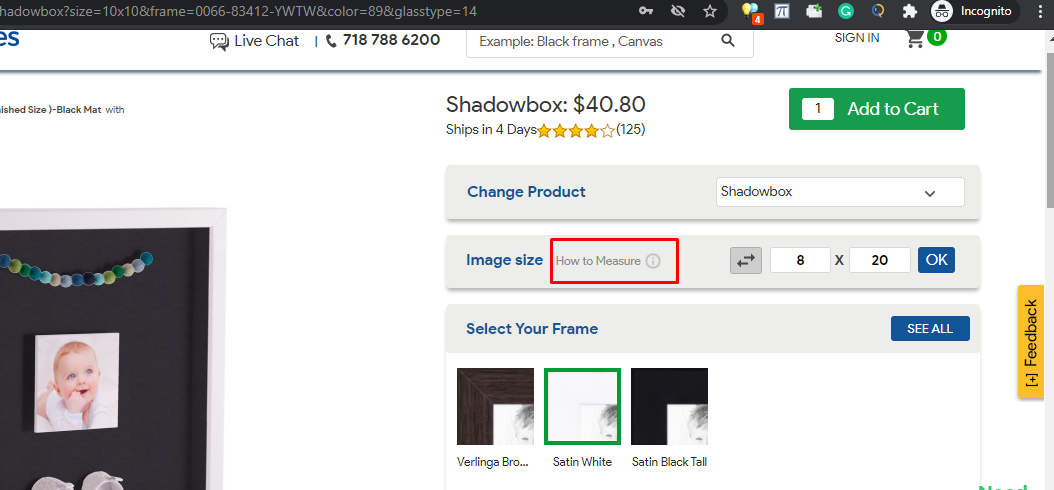 hadowbox?size=10x10&frame=0066-83412-YWTW&color=89&glasstype=14
4
Incognito
es
Live Chat | 718 788 6200
Example: Black frame , Canvas
SIGN IN
0
ished Size )-Black Mat with
Shadowbox: $40.80
1 Add to Cart
Ships in 4 Days (125)
Change Product
Shadowbox
Image size How to Measure
8 X 20 OK
Select Your Frame
SEE ALL
[+] Feedback
Verlinga Bro... Satin White Satin Black Tall
Need